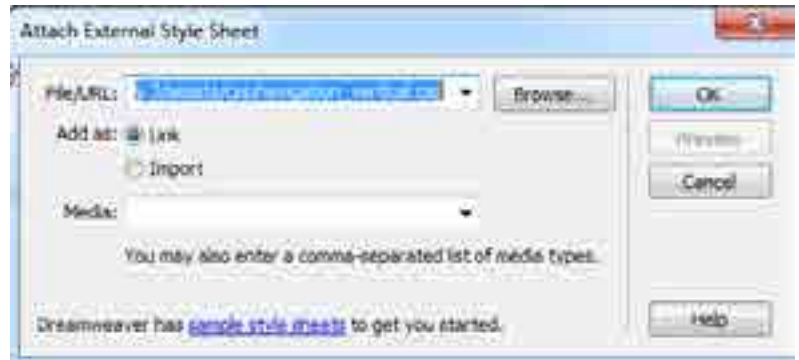 Attach External Style Sheet
File/URL:
Browse...
OK
Add as: Link
Preview
Import
Cancel
Media:
You may also enter a comma-separated list of media types.
Dreamweaver has sample style sheets to get you started.
Help